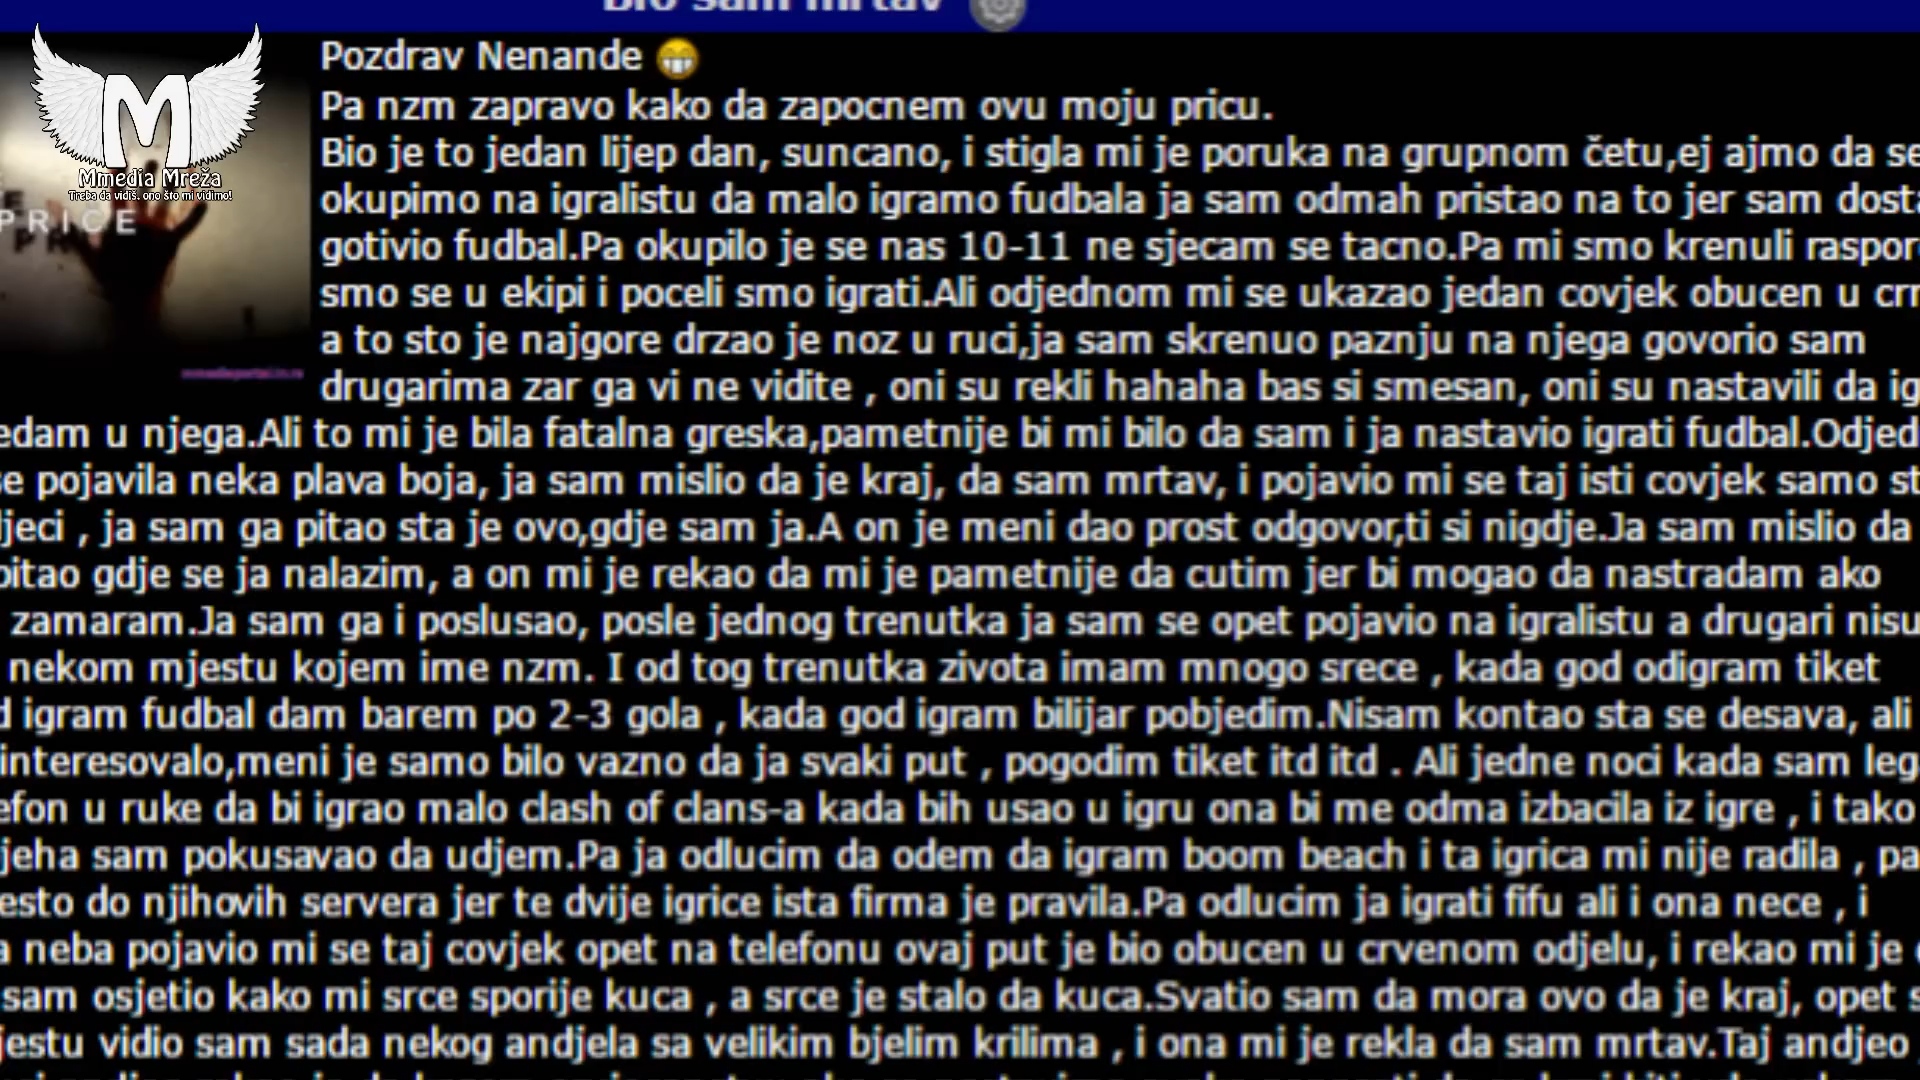 Bio sam mrtav
Pozdrav Nenande
Pa nzm zapravo kako da zapocnem ovu moju pricu.
Bio je to jedan lijep dan, suncano, i stigla mi je poruka na grupnom četu,ej ajmo da se
okupimo na igralistu da malo igramo fudbala ja sam odmah pristao na to jer sam dosta
gotivio fudbal.Pa okupilo je se nas 10-11 ne sjecam se tacno.Pa mi smo krenuli raspor
smo se u ekipi i poceli smo igrati.Ali odjednom mi se ukazao jedan covjek obucen u crn
a to sto je najgore drzao je noz u ruci,ja sam skrenuo paznju na njega govorio sam
drugarima zar ga vi ne vidite , oni su rekli hahaha bas si smesan, oni su nastavili da ig
edam u njega.Ali to mi je bila fatalna greska,pametnije bi mi bilo da sam i ja nastavio igrati fudbal.Odjed
se pojavila neka plava boja, ja sam mislio da je kraj, da sam mrtav, i pojavio mi se taj isti covjek samo st
djeci , ja sam ga pitao sta je ovo,gdje sam ja.A on je meni dao prost odgovor,ti si nigdje.Ja sam mislio da
pitao gdje se ja nalazim, a on mi je rekao da mi je pametnije da cutim jer bi mogao da nastradam ako
zamaram.Ja sam ga i poslusao, posle jednog trenutka ja sam se opet pojavio na igralistu a drugari nisu
nekom mjestu kojem ime nzm. I od tog trenutka zivota imam mnogo srece , kada god odigram tiket
d igram fudbal dam barem po 2-3 gola , kada god igram bilijar pobjedim.Nisam kontao sta se desava, ali
interesovalo,meni je samo bilo vazno da ja svaki put , pogodim tiket itd itd . Ali jedne noci kada sam leg
efon u ruke da bi igrao malo clash of clans-a kada bih usao u igru ona bi me odma izbacila iz igre , i tako
jeha sam pokusavao da udjem.Pa ja odlucim da odem da igram boom beach i ta igrica mi nije radila , pa
esto do njihovih servera jer te dvije igrice ista firma je pravila.Pa odlucim ja igrati fifu ali i ona nece , i
a neba pojavio mi se taj covjek opet na telefonu ovaj put je bio obucen u crvenom odjelu, i rekao mi je
sam osjetio kako mi srce sporije kuca , a srce je stalo da kuca.Svatio sam da mora ovo da je kraj, opet s
jestu vidio sam sada nekog andjela sa velikim bjelim krilima , i ona mi je rekla da sam mrtav.Taj andjeo
M
Mmedia Mreža
Treba da vidiš, ono što mi vidimo!
PRICE